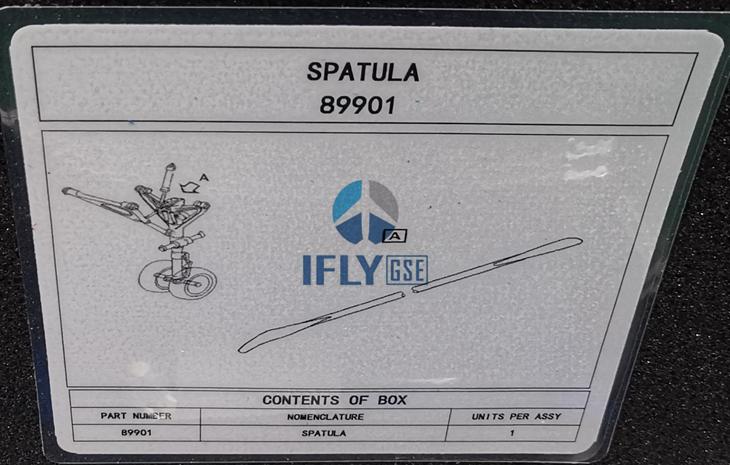 SPATULA
89901
A
A
IFLY GSE
CONTENTS OF BOX
PART NUMBER NOMENCLATURE UNITS PER ASSY
89901 SPATULA 1